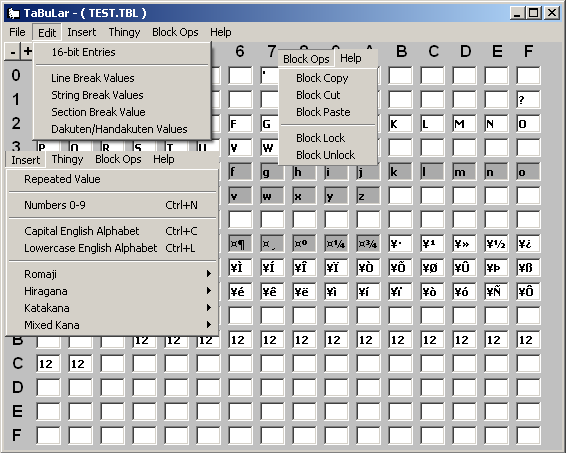 TaBuLar - ( TEST.TBL )
File Edit Insert Thingy Block Ops Help
- +
16-bit Entries
Line Break Values
String Break Values
Section Break Value
Dakuten/Handakuten Values
6 7 B C D E F
Block Ops Help
Block Copy
Block Cut
Block Paste
Block Lock
Block Unlock
0 '
1 ?
2 F G K L M N O
3 V W
Insert Thingy Block Ops Help
Repeated Value
Numbers 0-9 Ctrl+N
Capital English Alphabet Ctrl+C
Lowercase English Alphabet Ctrl+L
Romaji
Hiragana
Katakana
Mixed Kana
f g h i j k l m n o
v w x y z
¤¶ ¤¸ ¤º ¤¼ ¤¾ ¥· ¥¹ ¥» ¥½ ¥¿
¥Ì ¥Í ¥Î ¥Ï ¥Ò ¥Õ ¥Ø ¥Û ¥Þ ¥ß
¥é ¥ê ¥ë ¥ì ¥í ¥ï ¥ò ¥ó ¥Ñ ¥Ô
B 12 12 12 12 12 12 12 12 12 12 12 12 12
C 12 12
D
E
F